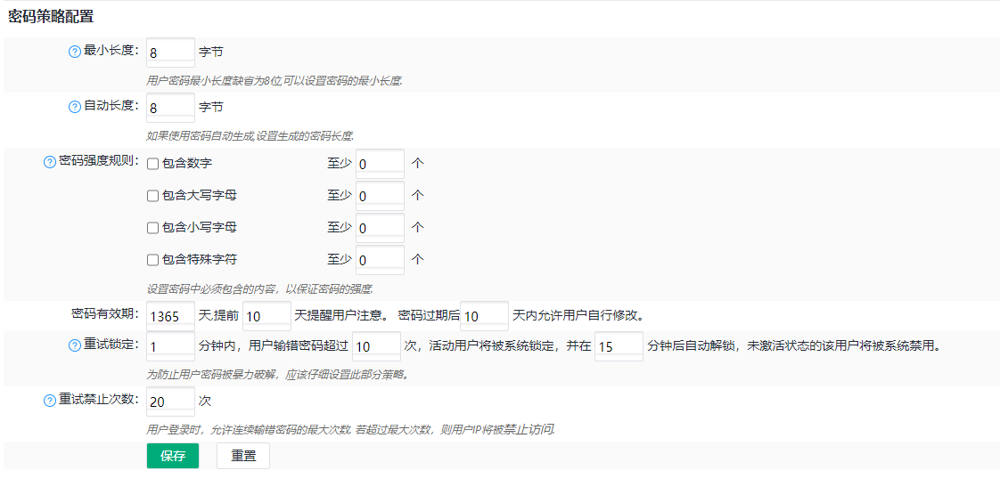 密码策略配置
最小长度： 8 字节
用户密码最小长度缺省为8位,可以设置密码的最小长度.
自动长度： 8 字节
如果使用密码自动生成,设置生成的密码长度.
密码强度规则： 包含数字 至少 0 个
包含大写字母 至少 0 个
包含小写字母 至少 0 个
包含特殊字符 至少 0 个
设置密码中必须包含的内容，以保证密码的强度.
密码有效期： 1365 天,提前 10 天提醒用户注意。 密码过期后 10 天内允许用户自行修改。
重试锁定： 1 分钟内，用户输错密码超过 10 次，活动用户将被系统锁定，并在 15 分钟后自动解锁，未激活状态的该用户将被系统禁用。
为防止用户密码被暴力破解，应该仔细设置此部分策略。
重试禁止次数： 20 次
用户登录时，允许连续输错密码的最大次数. 若超过最大次数，则用户IP将被禁止访问.
保存 重置